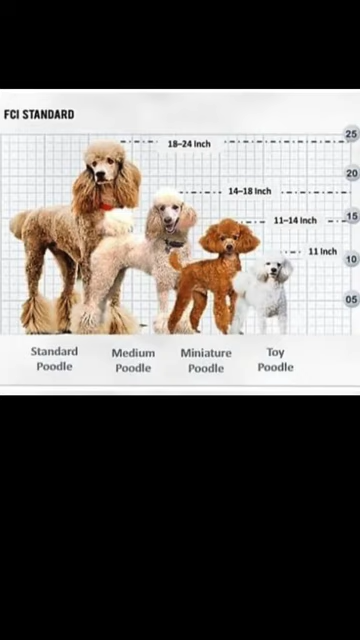 FCI STANDARD
25
18-24 Inch
20
14-18 Inch
15
11-14 Inch
11 Inch
10
05
Standard Poodle
Medium Poodle
Miniature Poodle
Toy Poodle